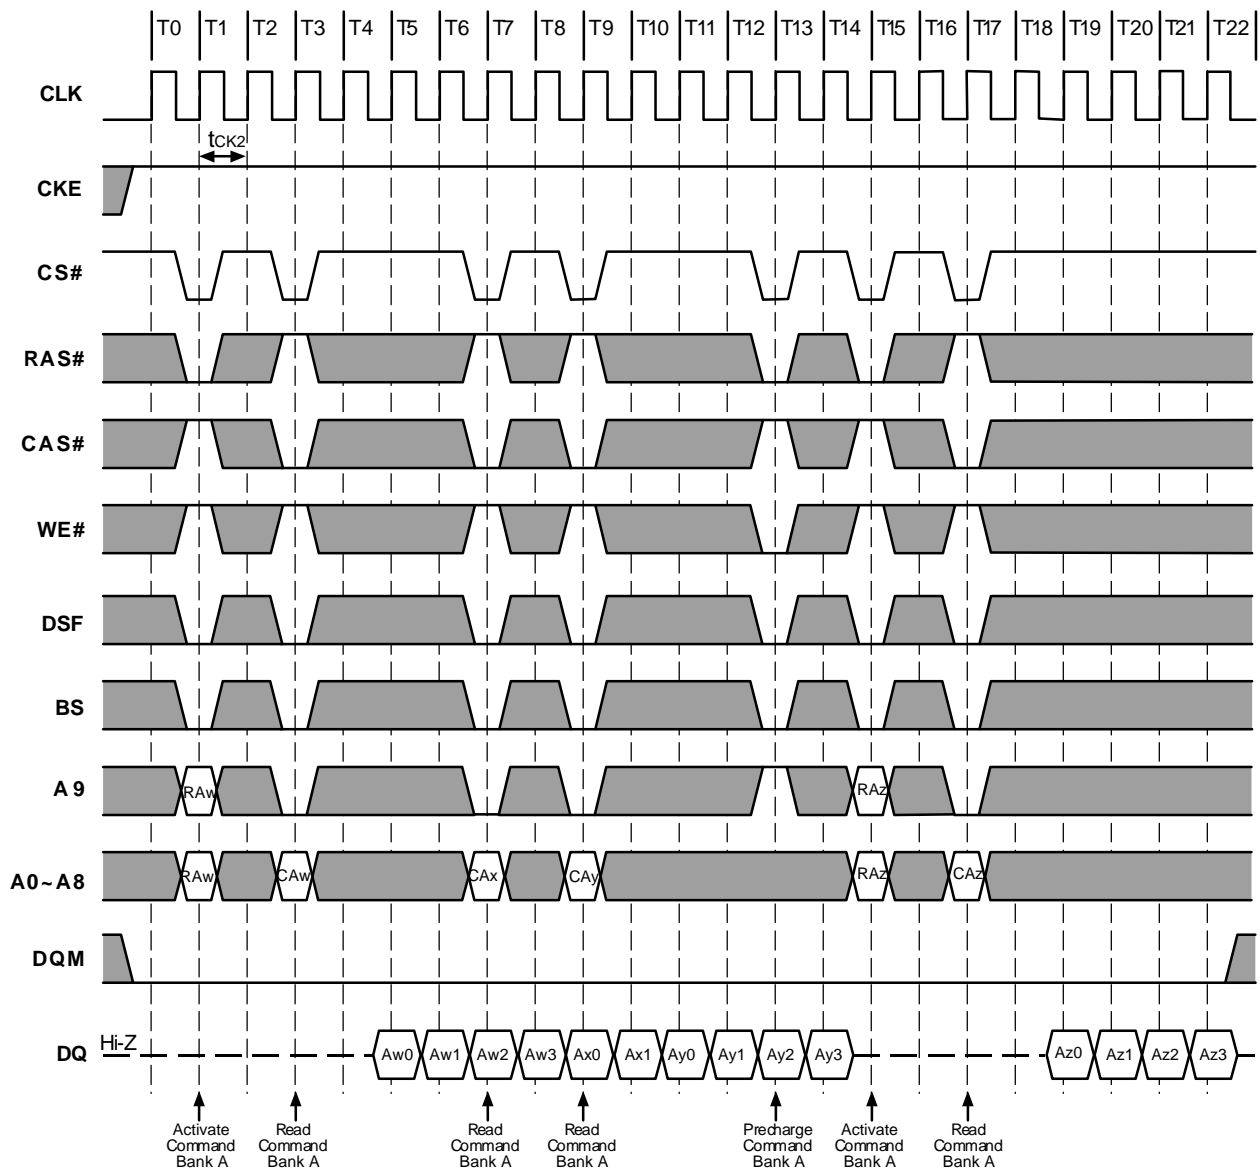 T0 T1 T2 T3 T4 T5 T6 T7 T8 T9 T10 T11 T12 T13 T14 T15 T16 T17 T18 T19 T20 T21 T22
CLK
tCK2
CKE
CS#
RAS#
CAS#
WE#
DSF
BS
A9 RAw RAz
A0~A8 RAw CAw CAx CAy RAz CAz
DQM
DQ Hi-Z Aw0 Aw1 Aw2 Aw3 Ax0 Ax1 Ay0 Ay1 Ay2 Ay3 Az0 Az1 Az2 Az3
Activate Command Bank A
Read Command Bank A
Read Command Bank A
Read Command Bank A
Precharge Command Bank A
Activate Command Bank A
Read Command Bank A